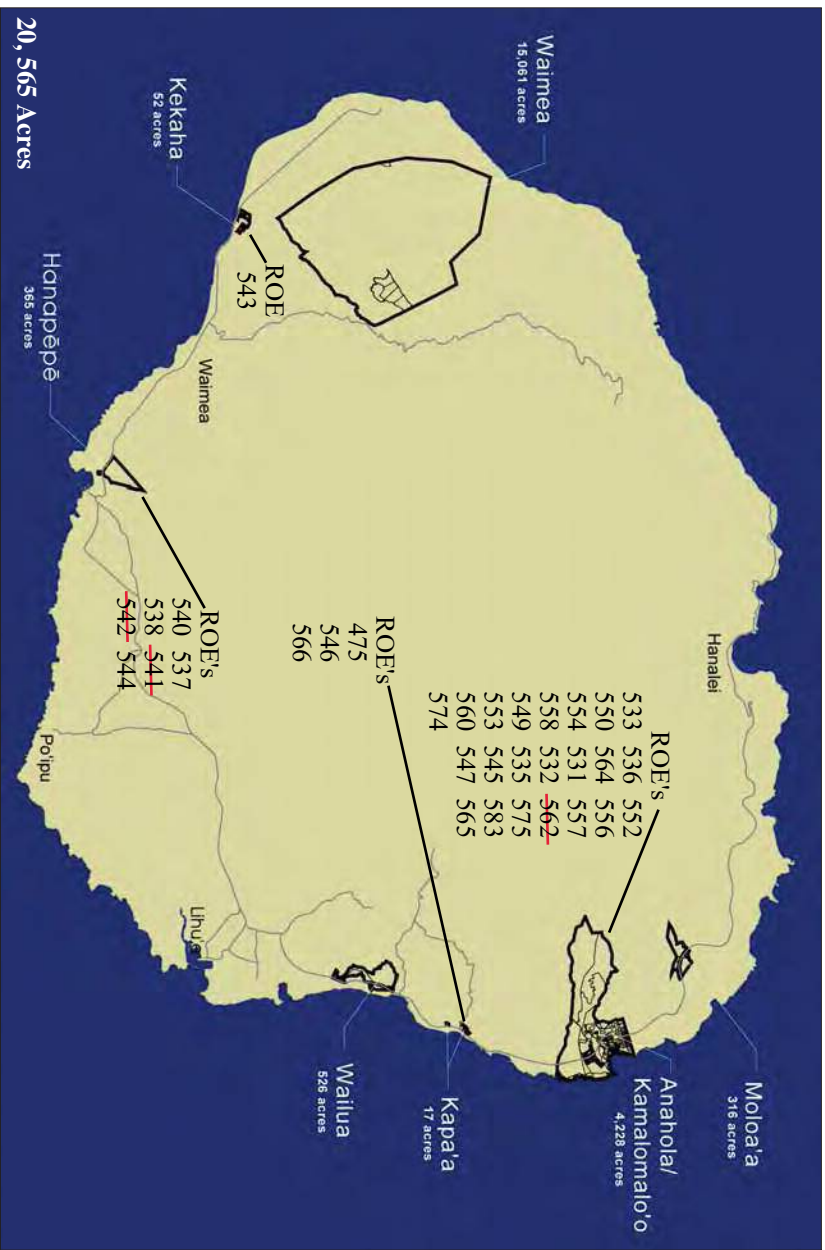 Moloa'a
316 acres
Hanalei
Anahola/
Kamalomalo'o
4,228 acres
ROE's
533 536 552
550 564 556
554 531 557
558 532 562
549 535 575
553 545 583
560 547 565
574
Waimea
15,061 acres
Kapa'a
17 acres
ROE's
475
546
566
Wailua
526 acres
ROE
543
Kekaha
52 acres
Waimea
ROE's
540 537
538 541
542 544
Lihu'e
Hanapēpē
365 acres
Po'ipu
20, 565 Acres